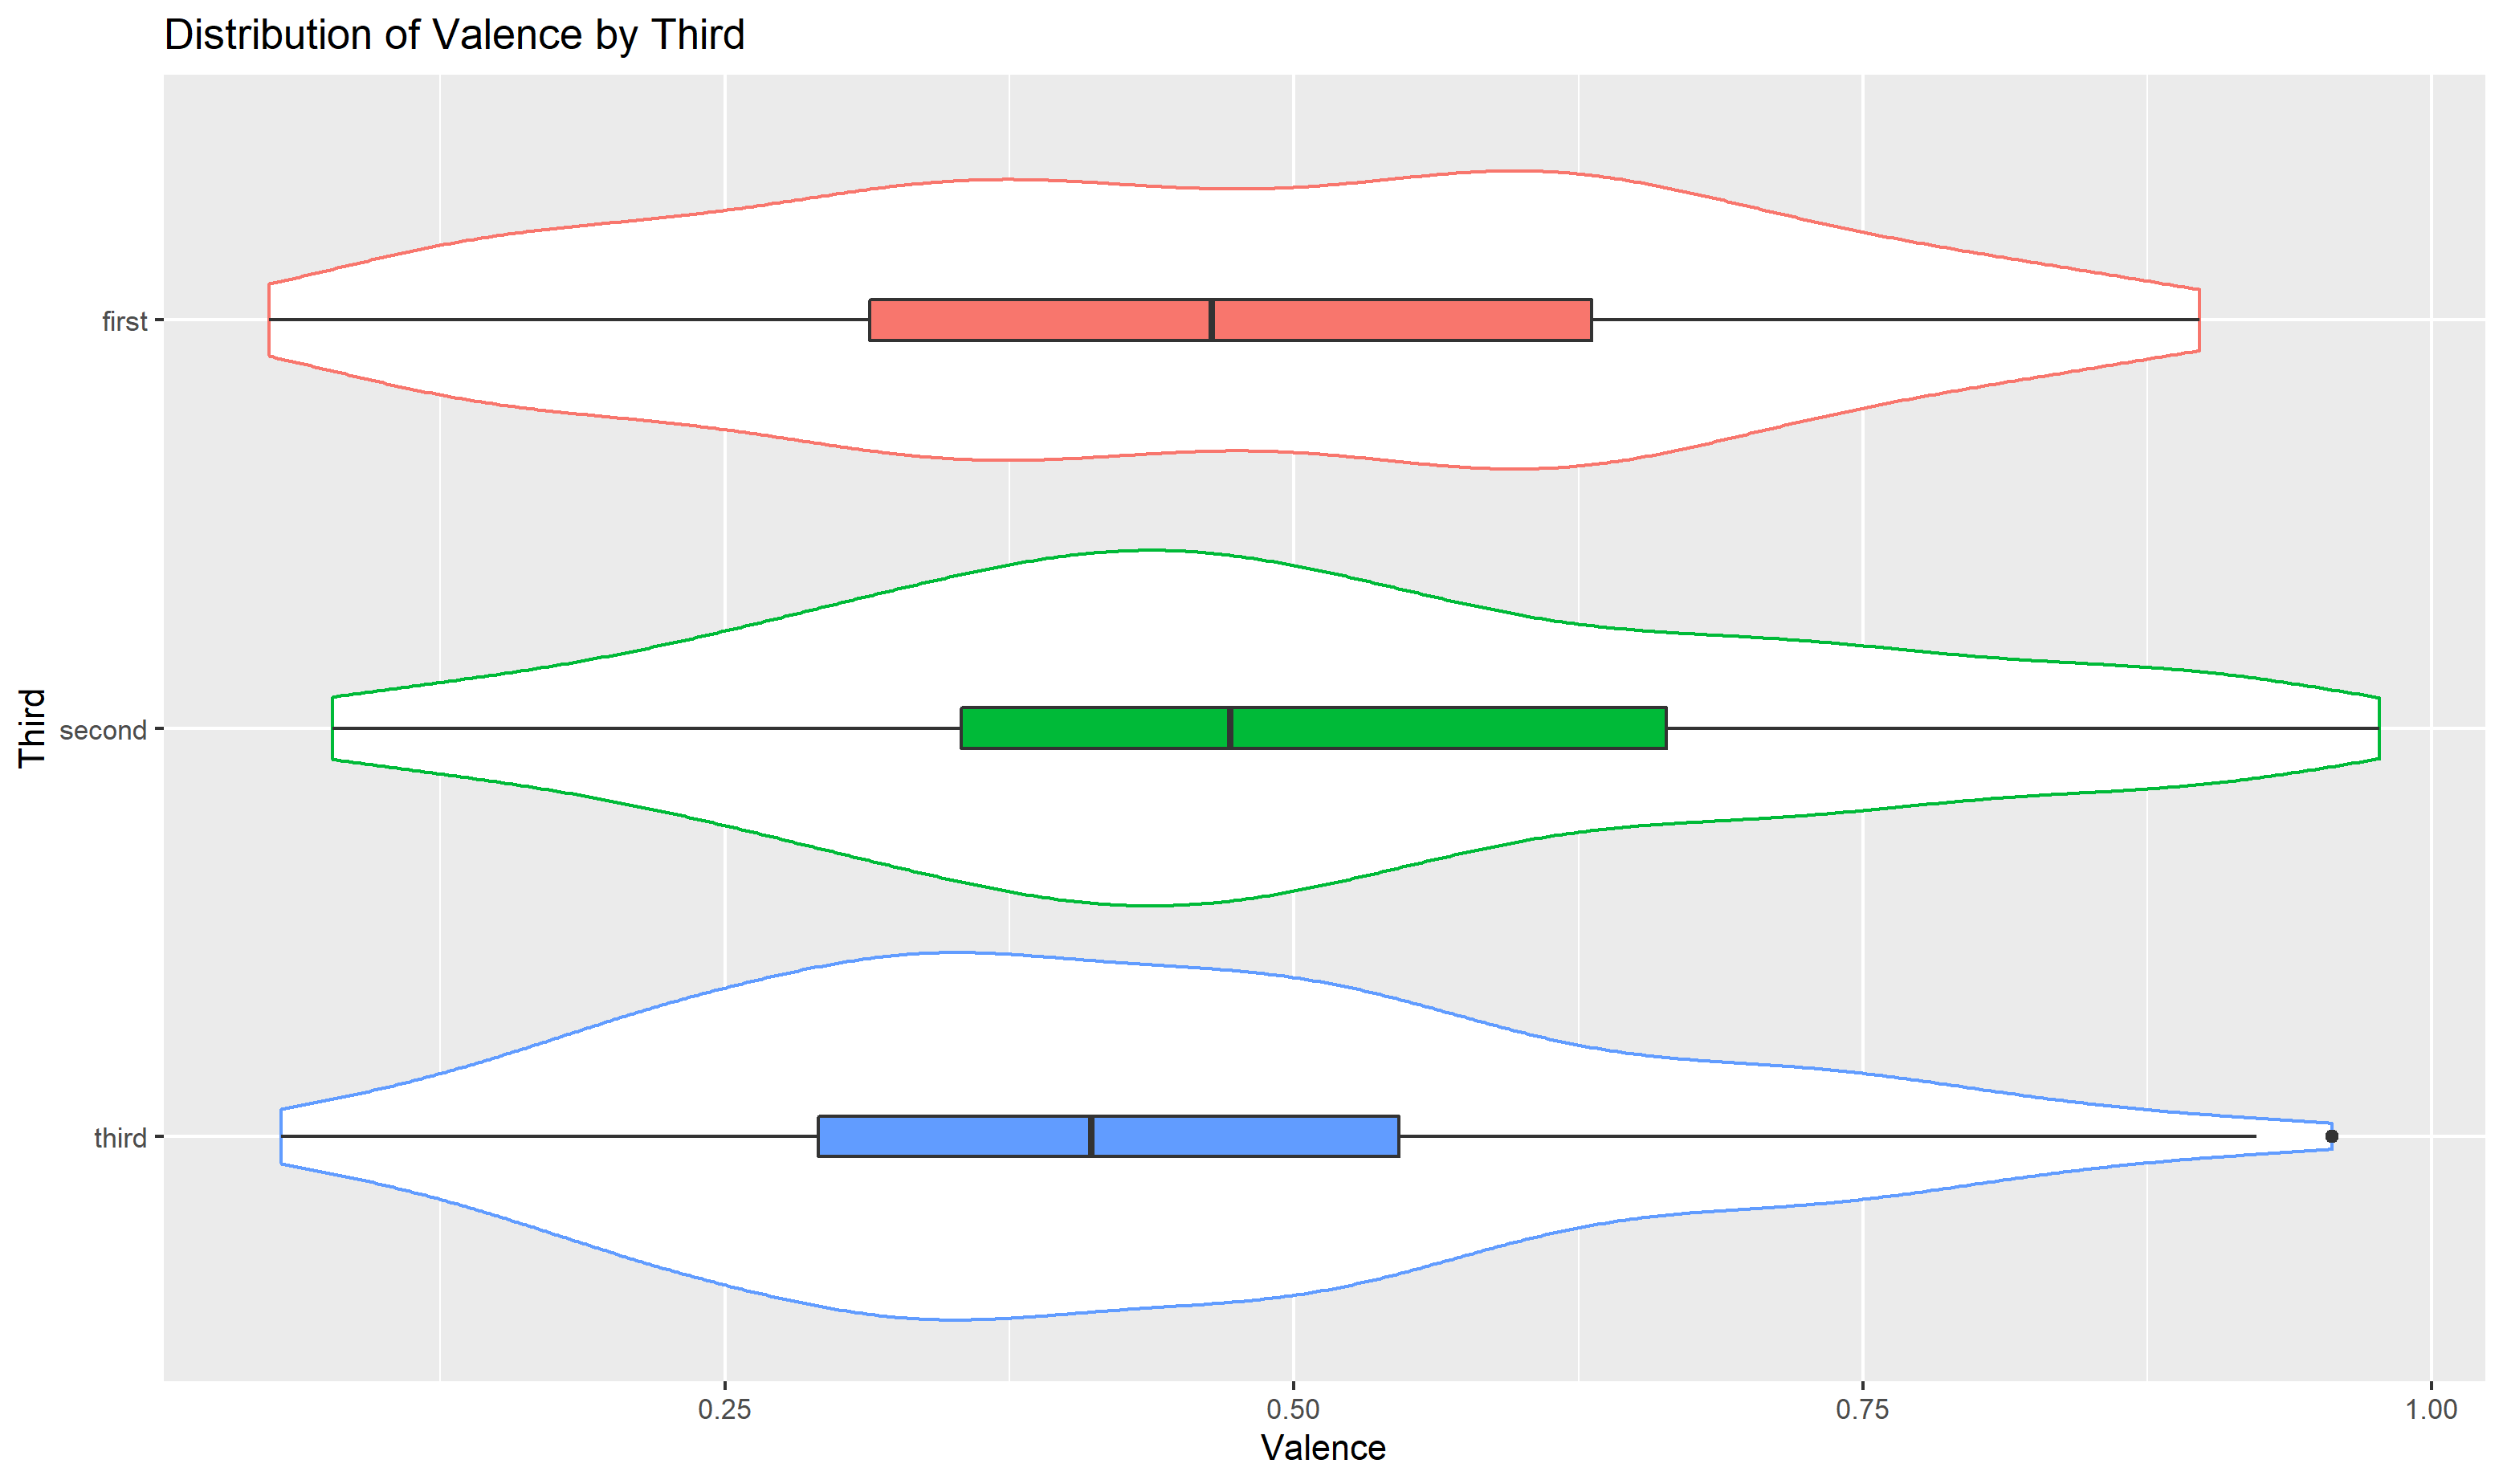 Distribution of Valence by Third
Third
first
second
third
0.25 0.50 0.75 1.00
Valence